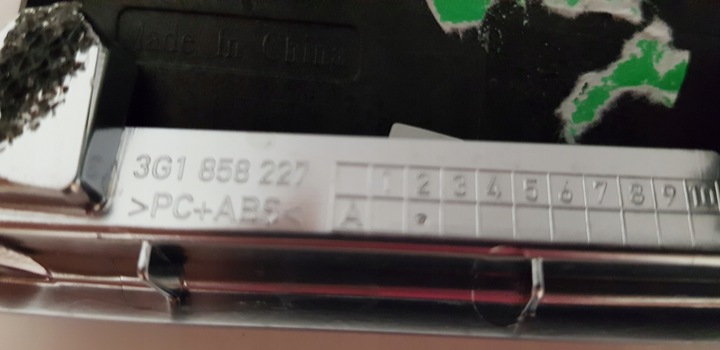 Made In China
3G1 858 227
1 2 3 4 5 6 7 8 9 10
>PC+ABS<
A